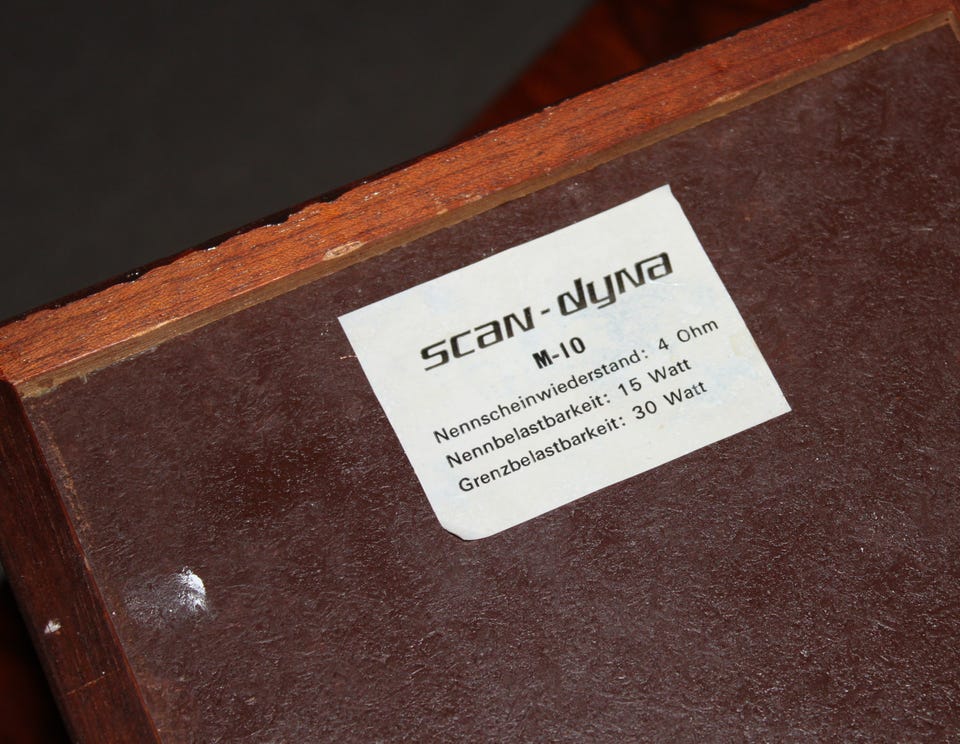 scan-dyna
M-10
Nennscheinwiederstand: 4 Ohm
Nennbelastbarkeit: 15 Watt
Grenzbelastbarkeit: 30 Watt